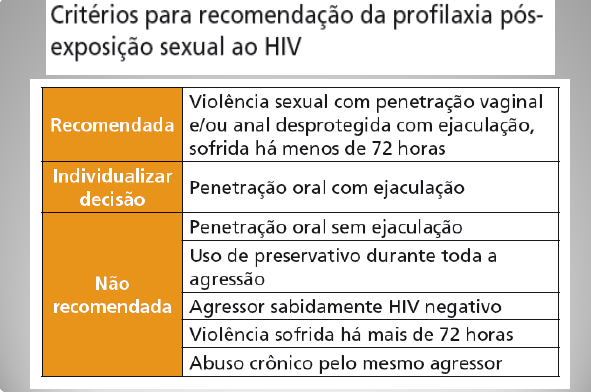 Critérios para recomendação da profilaxia pós-
exposição sexual ao HIV
Recomendada
Violência sexual com penetração vaginal
e/ou anal desprotegida com ejaculação,
sofrida há menos de 72 horas
Individualizar
decisão
Penetração oral com ejaculação
Não
recomendada
Penetração oral sem ejaculação
Uso de preservativo durante toda a
agressão
Agressor sabidamente HIV negativo
Violência sofrida há mais de 72 horas
Abuso crônico pelo mesmo agressor